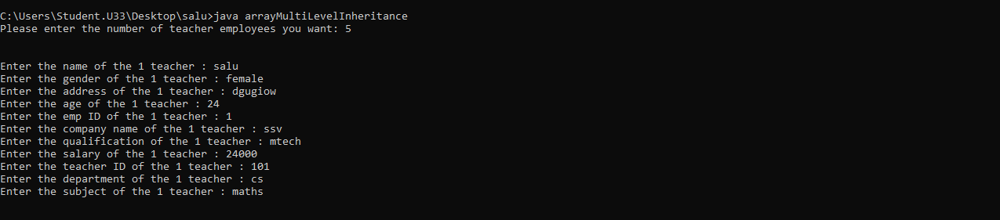 C:\Users\Student.U33\Desktop\salu>java arrayMultiLevelInheritance
Please enter the number of teacher employees you want: 5
Enter the name of the 1 teacher : salu
Enter the gender of the 1 teacher : female
Enter the address of the 1 teacher : dgugiow
Enter the age of the 1 teacher : 24
Enter the emp ID of the 1 teacher : 1
Enter the company name of the 1 teacher : ssv
Enter the qualification of the 1 teacher : mtech
Enter the salary of the 1 teacher : 24000
Enter the teacher ID of the 1 teacher : 101
Enter the department of the 1 teacher : cs
Enter the subject of the 1 teacher : maths